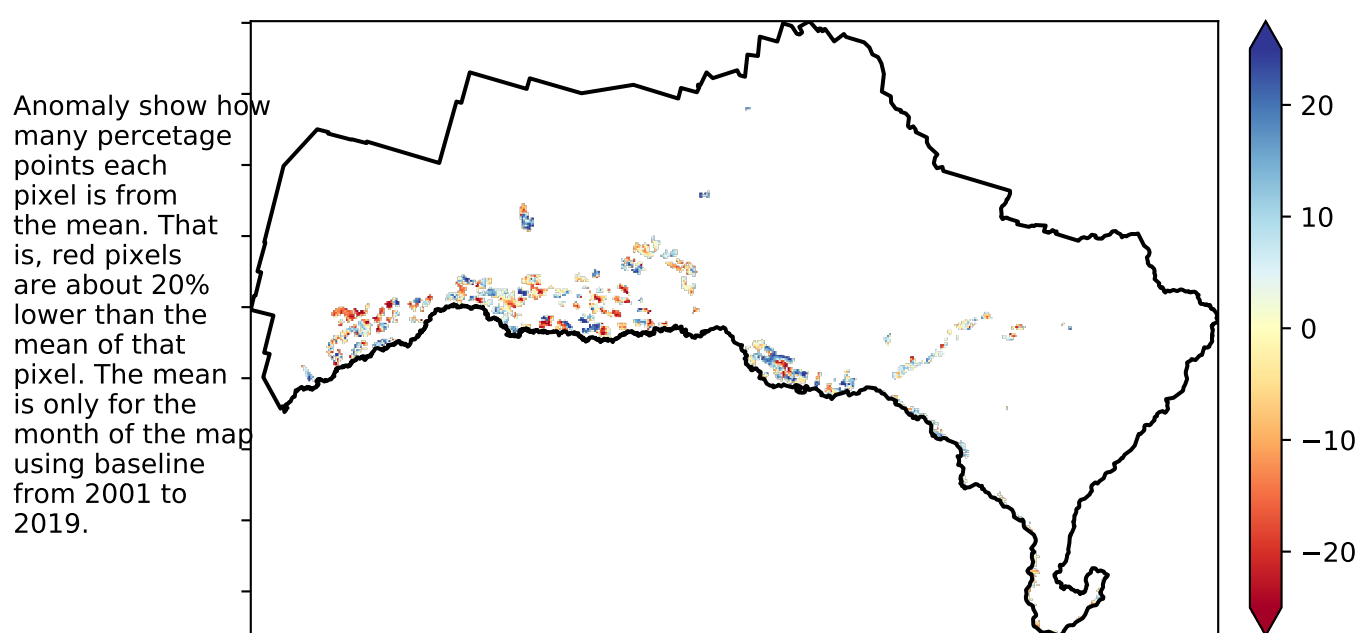 Anomaly show how
many percetage
points each
pixel is from
the mean. That
is, red pixels
are about 20%
lower than the
mean of that
pixel. The mean
is only for the
month of the map
using baseline
from 2001 to
2019.
20
10
0
−10
−20